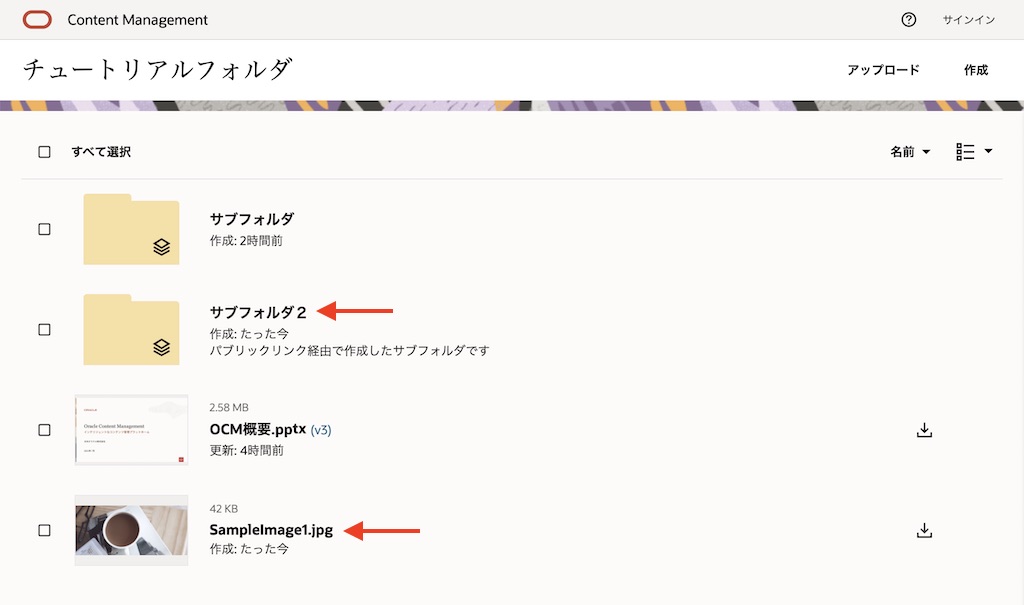 Content Management
サインイン
チュートリアルフォルダ
アップロード
作成
すべて選択
名前
サブフォルダ
作成: 2時間前
サブフォルダ２
作成: たった今
パブリックリンク経由で作成したサブフォルダです
Oracle Content Management
2.58 MB
OCM概要.pptx (v3)
更新: 4時間前
42 KB
SampleImage1.jpg
作成: たった今